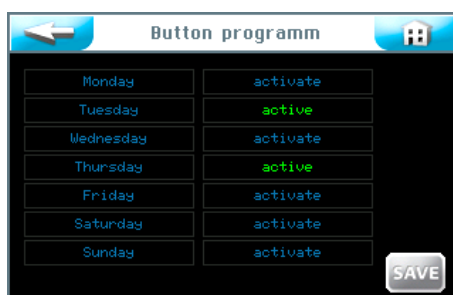 Button programm
Monday activate
Tuesday active
Wednesday activate
Thursday active
Friday activate
Saturday activate
Sunday activate
SAVE